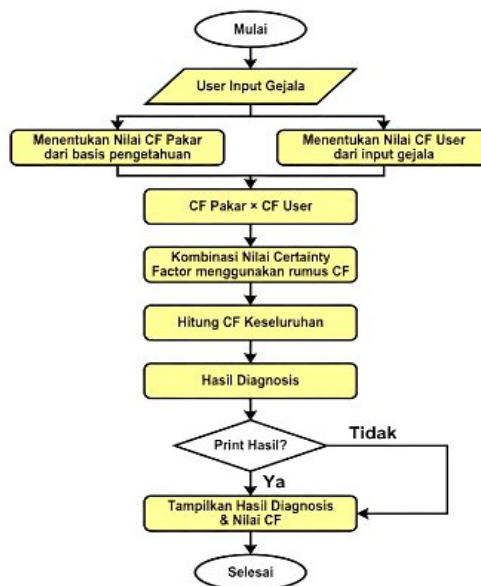 Mulai
User Input Gejala
Menentukan Nilai CF Pakar
dari basis pengetahuan
Menentukan Nilai CF User
dari input gejala
CF Pakar × CF User
Kombinasi Nilai Certainty
Factor menggunakan rumus CF
Hitung CF Keseluruhan
Hasil Diagnosis
Print Hasil?
Tidak
Ya
Tampilkan Hasil Diagnosis
& Nilai CF
Selesai